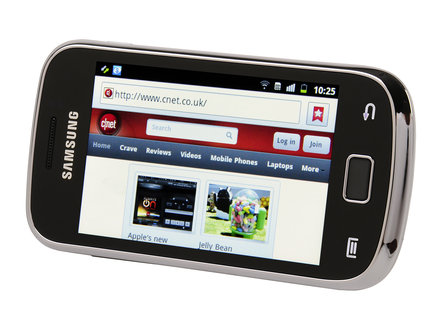 10:25
http://www.cnet.co.uk/
SAMSUNG
c|net
Search
Log in
Join
Home Crave Reviews Videos Mobile Phones Laptops More
Apple's new
Jelly Bean